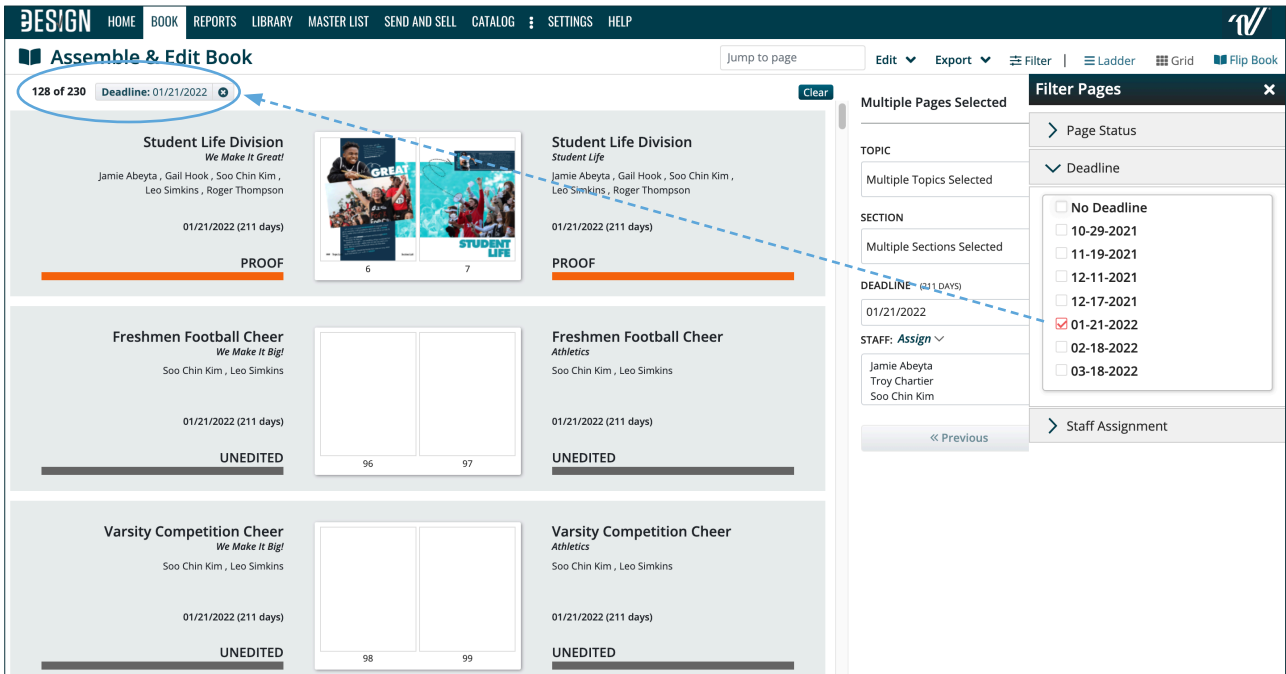 DESIGN HOME BOOK REPORTS LIBRARY MASTER LIST SEND AND SELL CATALOG SETTINGS HELP
Assemble & Edit Book
Jump to page Edit Export Filter | Ladder Grid Flip Book
128 of 230 Deadline: 01/21/2022
Clear
Student Life Division
We Make It Great!
Jamie Abeyta , Gail Hook , Soo Chin Kim ,
Leo Simkins , Roger Thompson
01/21/2022 (211 days)
PROOF
GREAT
STUDENT
LIFE
6 7
Student Life Division
Student Life
Jamie Abeyta , Gail Hook , Soo Chin Kim ,
Leo Simkins , Roger Thompson
01/21/2022 (211 days)
PROOF
Freshmen Football Cheer
We Make It Big!
Soo Chin Kim , Leo Simkins
01/21/2022 (211 days)
UNEDITED
96 97
Freshmen Football Cheer
Athletics
Soo Chin Kim , Leo Simkins
01/21/2022 (211 days)
UNEDITED
Varsity Competition Cheer
We Make It Big!
Soo Chin Kim , Leo Simkins
01/21/2022 (211 days)
UNEDITED
98 99
Varsity Competition Cheer
Athletics
Soo Chin Kim , Leo Simkins
01/21/2022 (211 days)
UNEDITED
Multiple Pages Selected
TOPIC
Multiple Topics Selected
SECTION
Multiple Sections Selected
DEADLINE (211 DAYS)
01/21/2022
STAFF: Assign
Jamie Abeyta
Troy Chartier
Soo Chin Kim
« Previous
Filter Pages
Page Status
Deadline
No Deadline
10-29-2021
11-19-2021
12-11-2021
12-17-2021
01-21-2022
02-18-2022
03-18-2022
Staff Assignment